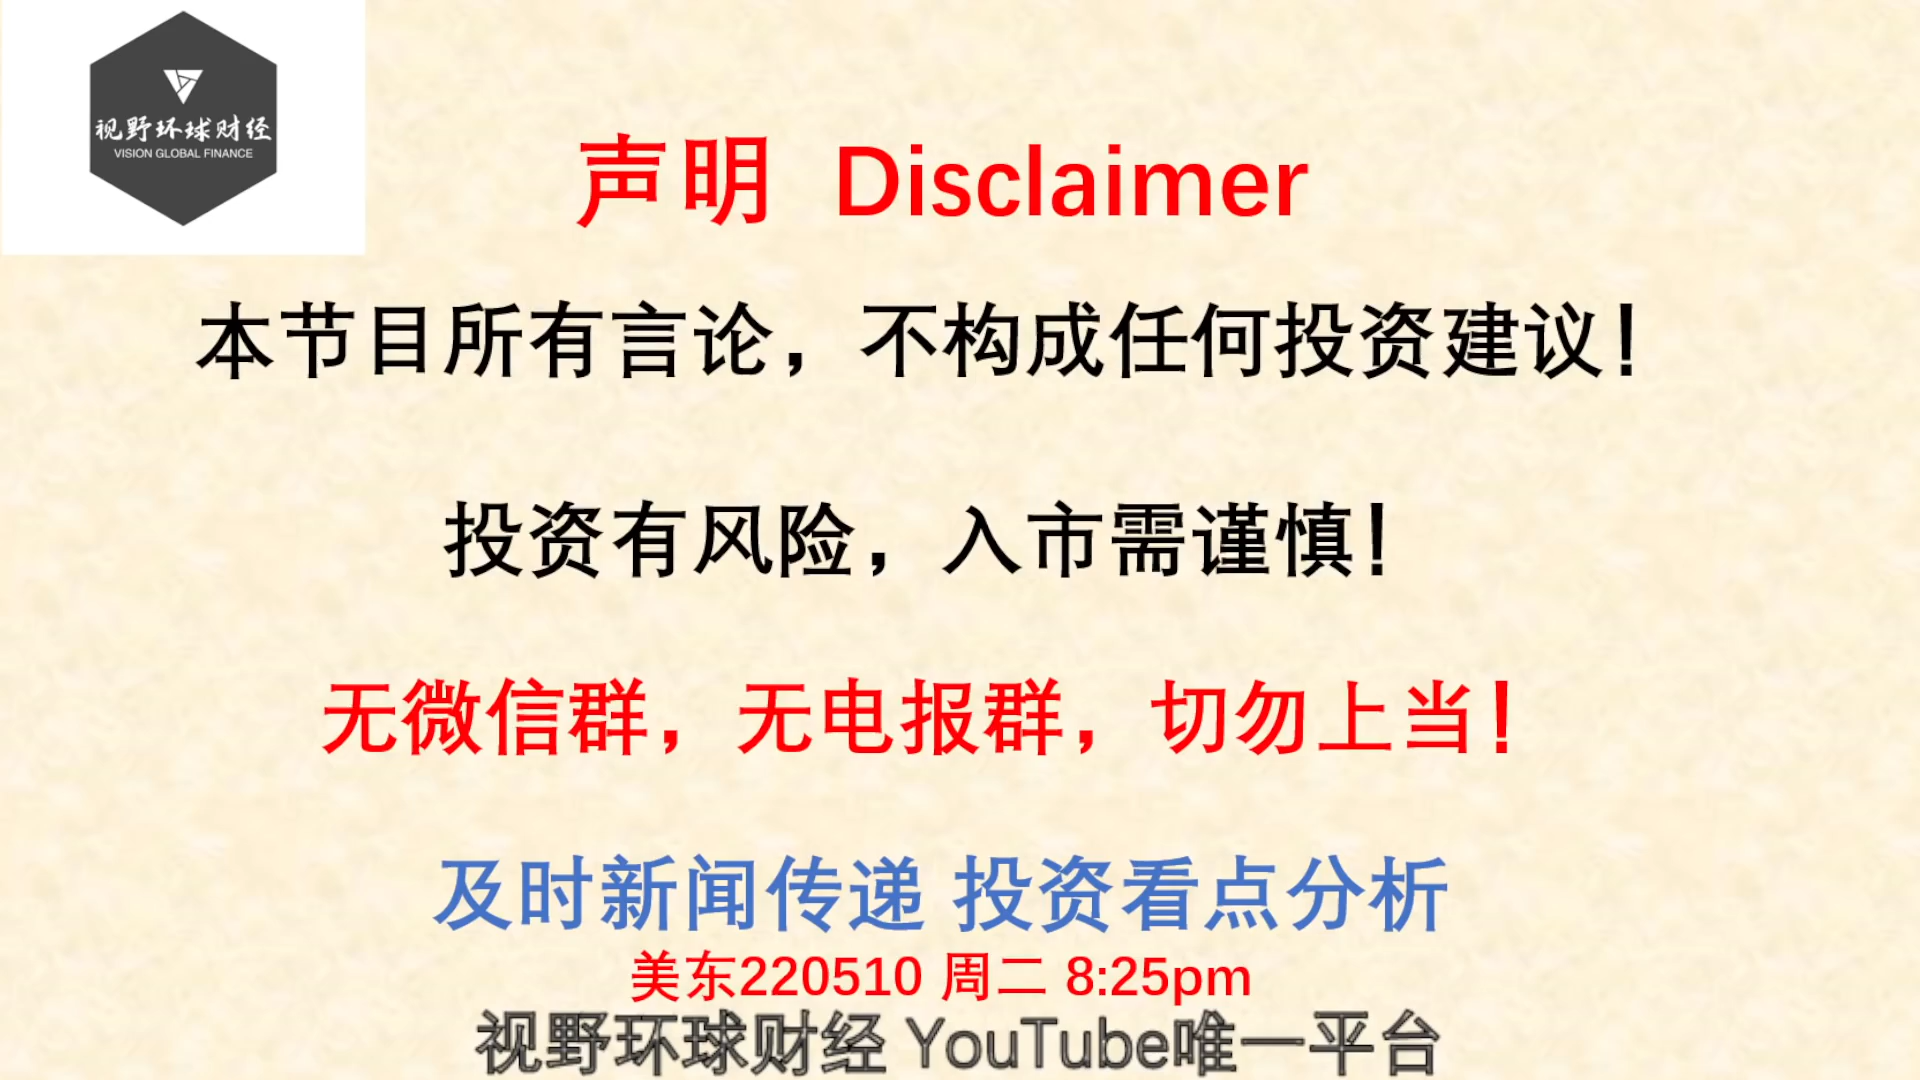 视野环球财经
VISION GLOBAL FINANCE
声明 Disclaimer
本节目所有言论，不构成任何投资建议！
投资有风险，入市需谨慎！
无微信群，无电报群，切勿上当！
及时新闻传递 投资看点分析
美东220510 周二 8:25pm
视野环球财经 YouTube唯一平台